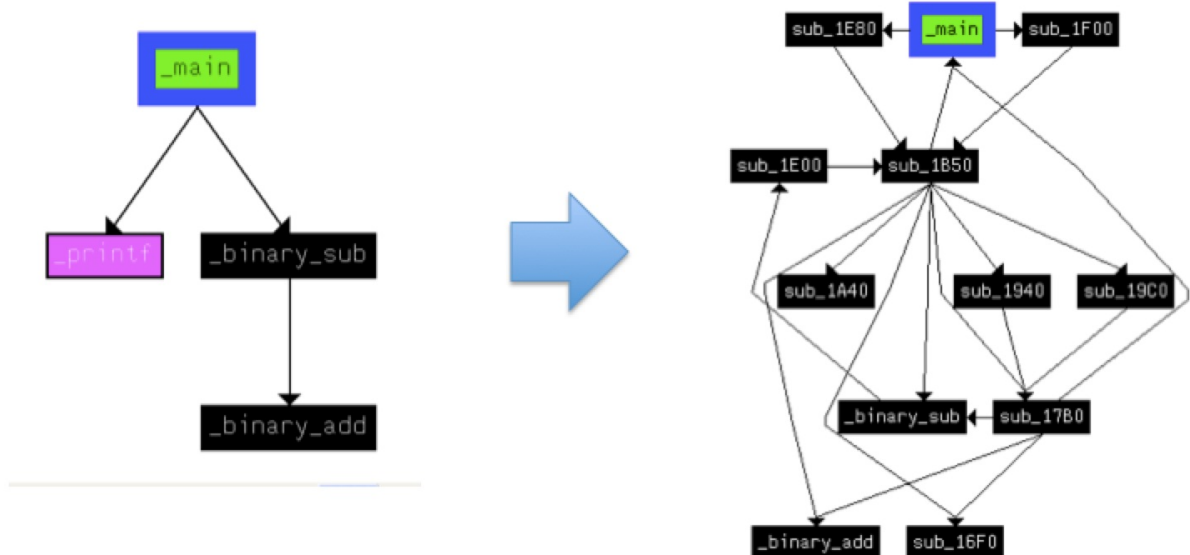 _main
_printf
_binary_sub
_binary_add
sub_1E80
_main
sub_1F00
sub_1E00
sub_1B50
sub_1A40
sub_1940
sub_19C0
_binary_sub
sub_17B0
_binary_add
sub_16F0